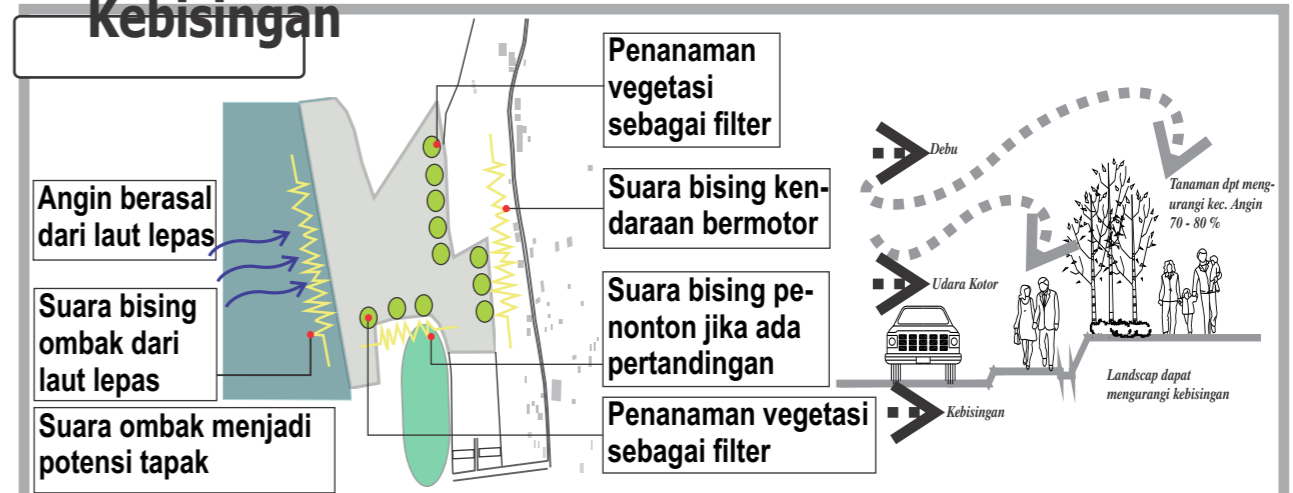 Kebisingan
Angin berasal
dari laut lepas
Suara bising
ombak dari
laut lepas
Suara ombak menjadi
potensi tapak
Penanaman
vegetasi
sebagai filter
Suara bising ken-
daraan bermotor
Suara bising pe-
nonton jika ada
pertandingan
Penanaman vegetasi
sebagai filter
Debu
Tanaman dpt meng-
urangi kec. Angin
70 - 80 %
Udara Kotor
Landscap dapat
mengurangi kebisingan
Kebisingan